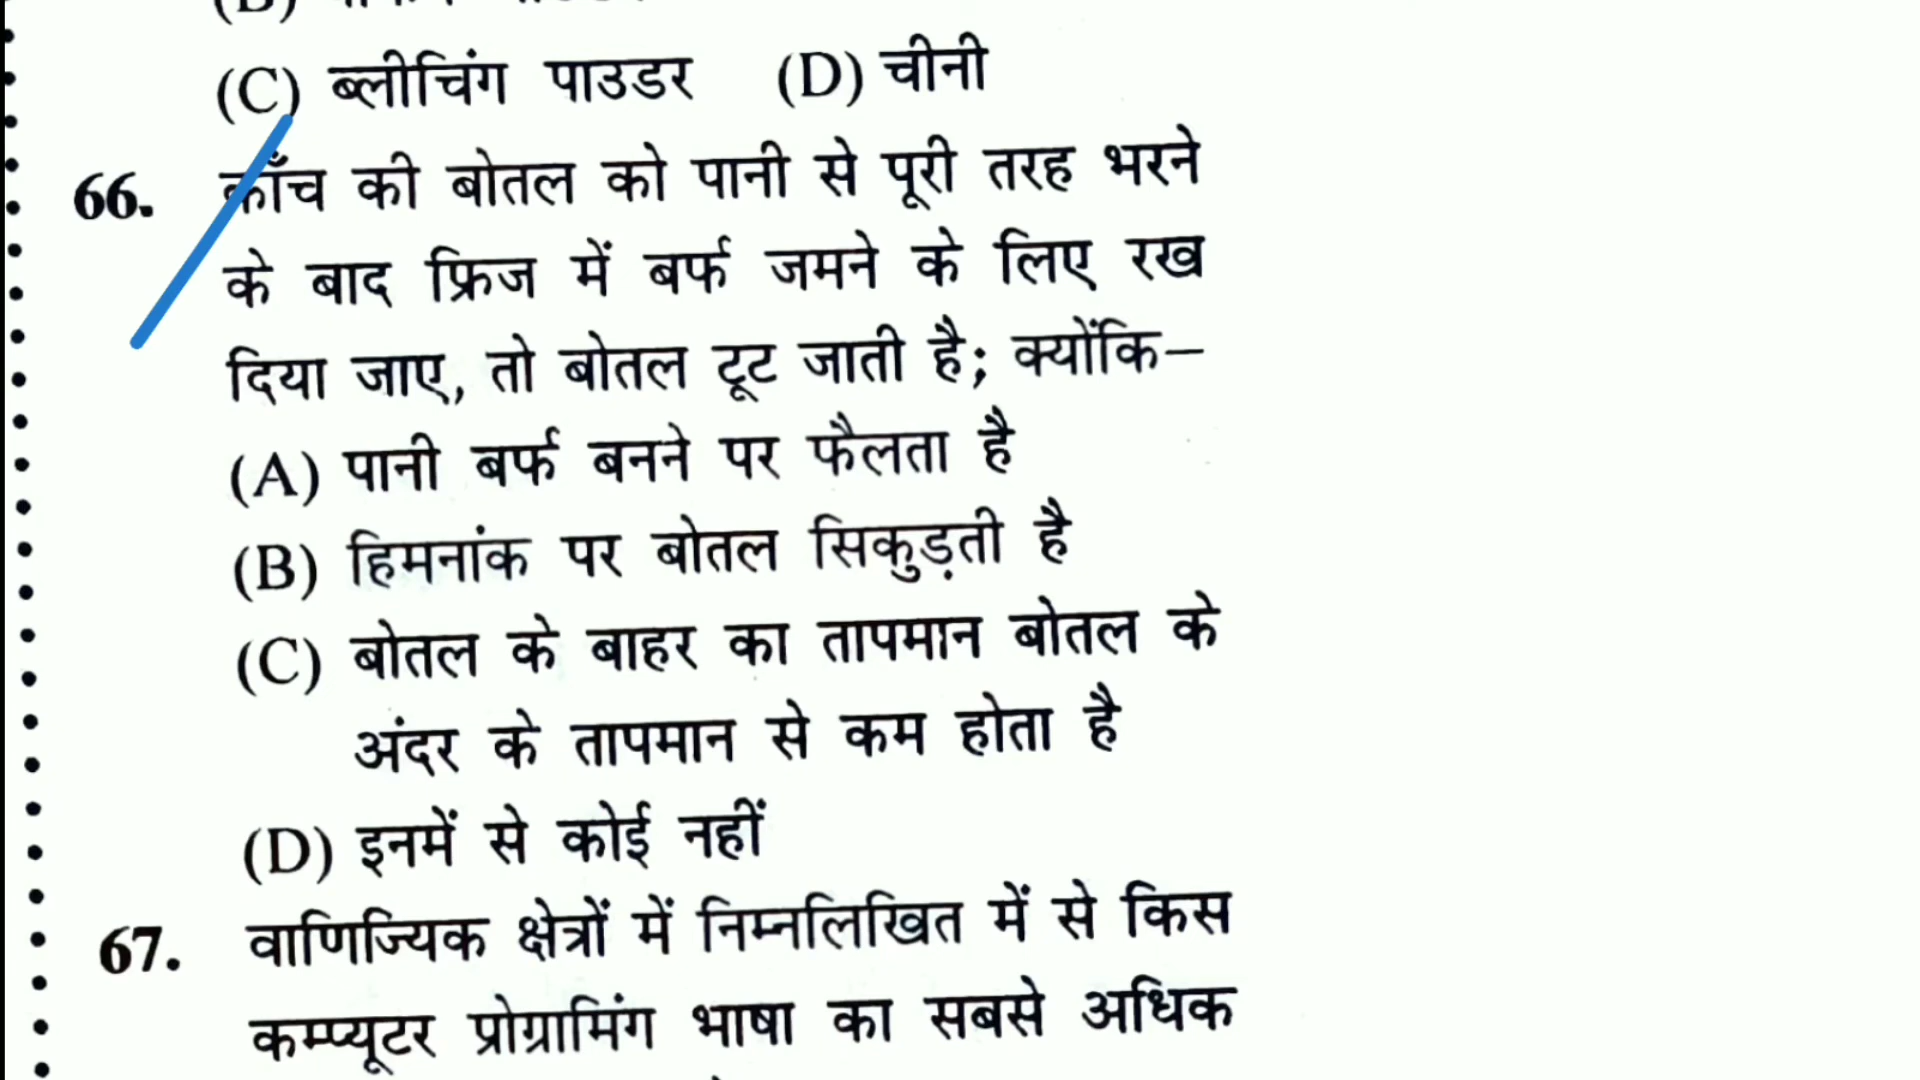 (C) ब्लीचिंग पाउडर (D) चीनी
66. काँच की बोतल को पानी से पूरी तरह भरने
के बाद फ्रिज में बर्फ जमने के लिए रख
दिया जाए, तो बोतल टूट जाती है; क्योंकि–
(A) पानी बर्फ बनने पर फैलता है
(B) हिमनांक पर बोतल सिकुड़ती है
(C) बोतल के बाहर का तापमान बोतल के
अंदर के तापमान से कम होता है
(D) इनमें से कोई नहीं
67. वाणिज्यिक क्षेत्रों में निम्नलिखित में से किस
कम्प्यूटर प्रोग्रामिंग भाषा का सबसे अधिक